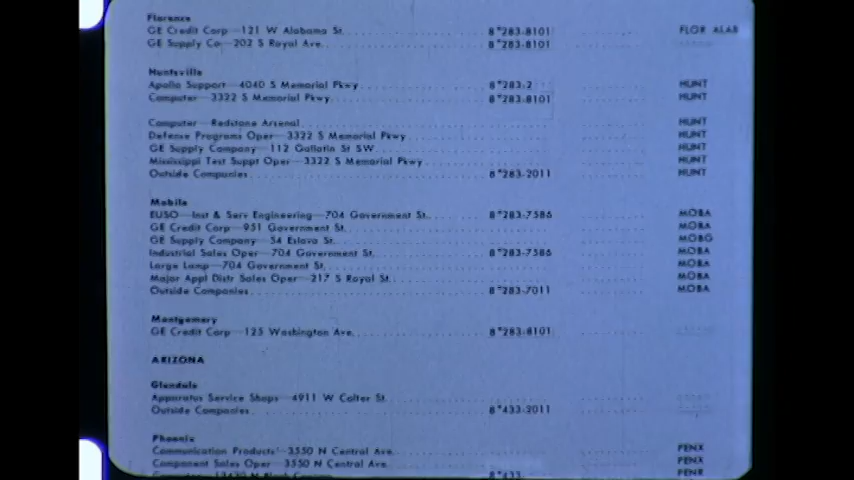 Florence
GE Credit Corp—121 W Alabama St. 8*283-8101 FLOR ALAB
GE Supply Co—202 S Royal Ave. 8*283-8101
Huntsville
Apollo Support—4040 S Memorial Pkwy 8*283-2 HUNT
Computer—3322 S Memorial Pkwy 8*283-8101 HUNT
Computer—Redstone Arsenal HUNT
Defense Programs Oper—3322 S Memorial Pkwy HUNT
GE Supply Company—112 Gallatin St SW HUNT
Mississippi Test Suppt Oper—3322 S Memorial Pkwy HUNT
Outside Companies 8*283-2011 HUNT
Mobile
EUSO—Inst & Serv Engineering—704 Government St. 8*283-7586 MOBA
GE Credit Corp—951 Government St. MOBA
GE Supply Company—54 Eslava St. MOBG
Industrial Sales Oper—704 Government St. 8*283-7586 MOBA
Large Lamp—704 Government St. MOBA
Major Appl Distr Sales Oper—217 S Royal St. MOBA
Outside Companies 8*283-7011 MOBA
Montgomery
GE Credit Corp—125 Washington Ave. 8*283-8101
ARIZONA
Glendale
Apparatus Service Shops—4911 W Colter St.
Outside Companies 8*433-2011
Phoenix
Communication Products—3550 N Central Ave. PENX
Component Sales Oper—3550 N Central Ave. PENX
8*433